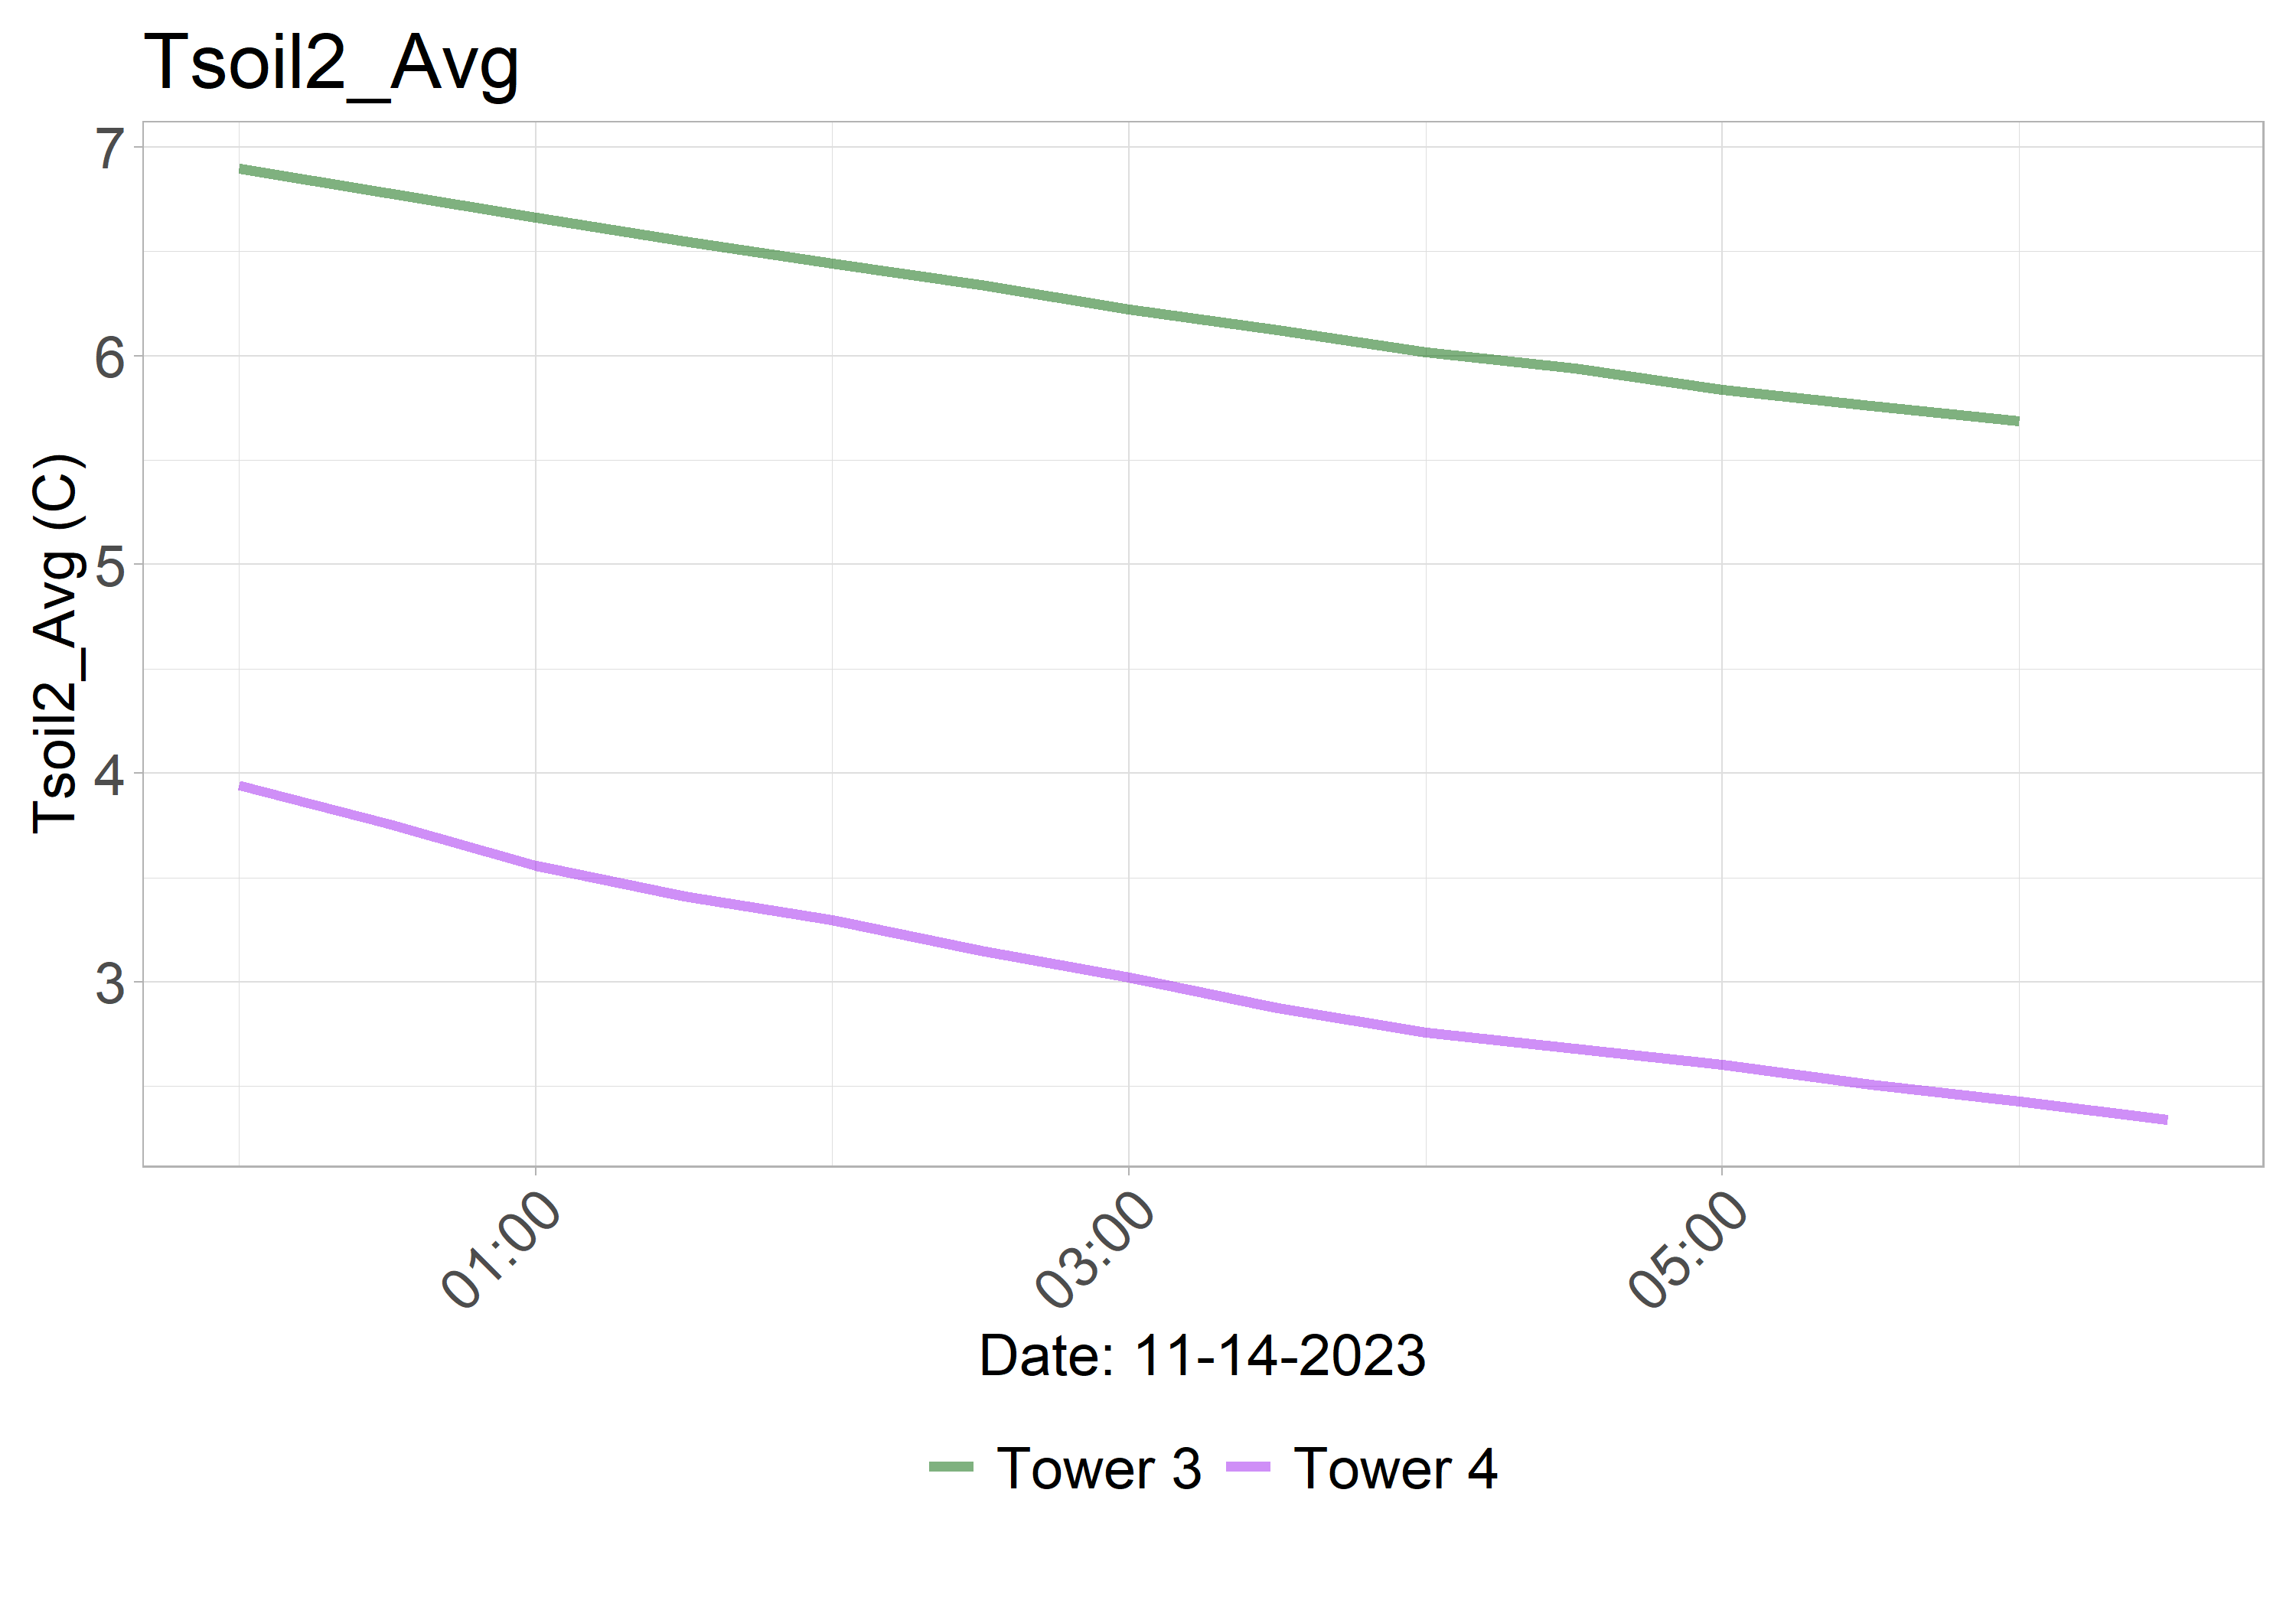 Tsoil2_Avg
Tsoil2_Avg (C)
7
6
5
4
3
01:00 03:00 05:00
Date: 11-14-2023
Tower 3 Tower 4